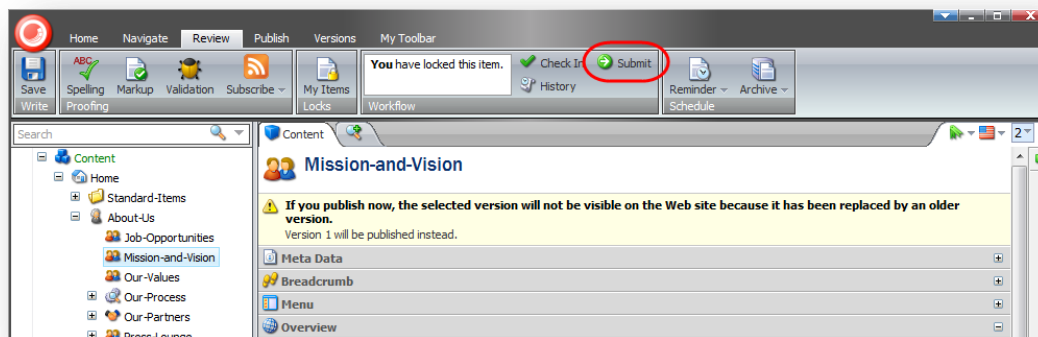 Home Navigate Review Publish Versions My Toolbar
Save
Write
ABC
Spelling Markup Validation Subscribe
Proofing
My Items
Locks
You have locked this item.
Check In Submit
History
Workflow
Reminder Archive
Schedule
Search
Content
Home
Standard-Items
About-Us
Job-Opportunities
Mission-and-Vision
Our-Values
Our-Process
Our-Partners
Press-Lounge
Content
2
Mission-and-Vision
If you publish now, the selected version will not be visible on the Web site because it has been replaced by an older
version.
Version 1 will be published instead.
Meta Data
Breadcrumb
Menu
Overview